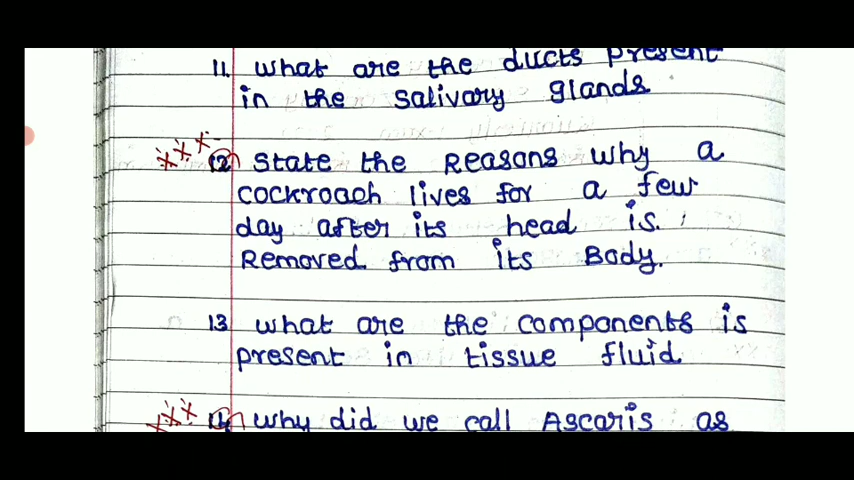 11. What are the ducts present
in the salivary glands
12 State the Reasons why a
cockroach lives for a few
day after its head is.
Removed from its Body.
13 what are the components is
present in tissue fluid.
14 Why did we call Ascaris as